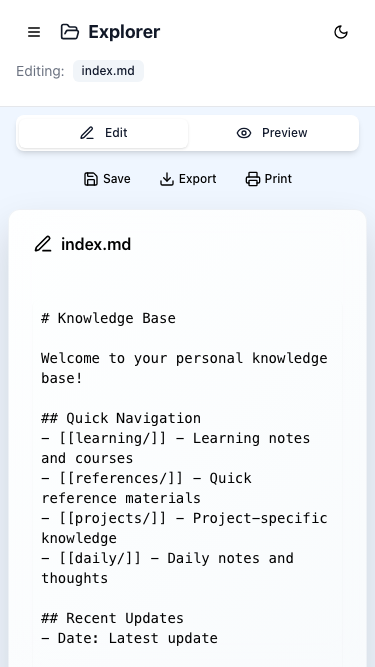 Explorer
Editing: index.md
Edit Preview
Save Export Print
index.md
# Knowledge Base
Welcome to your personal knowledge
base!
## Quick Navigation
- [[learning/]] - Learning notes
and courses
- [[references/]] - Quick
reference materials
- [[projects/]] - Project-specific
knowledge
- [[daily/]] - Daily notes and
thoughts
## Recent Updates
- Date: Latest update